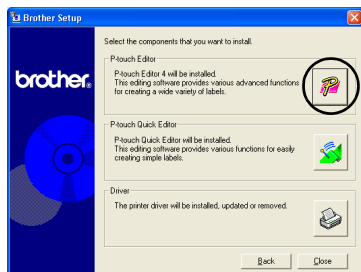 Brother Setup
Select the components that you want to install.
brother.
P-touch Editor
P-touch Editor 4 will be installed.
This editing software provides various advanced functions
for creating a wide variety of labels.
P-touch Quick Editor
P-touch Quick Editor will be installed.
This editing software provides various functions for easily
creating simple labels.
Driver
The printer driver will be installed, updated or removed.
Back
Close